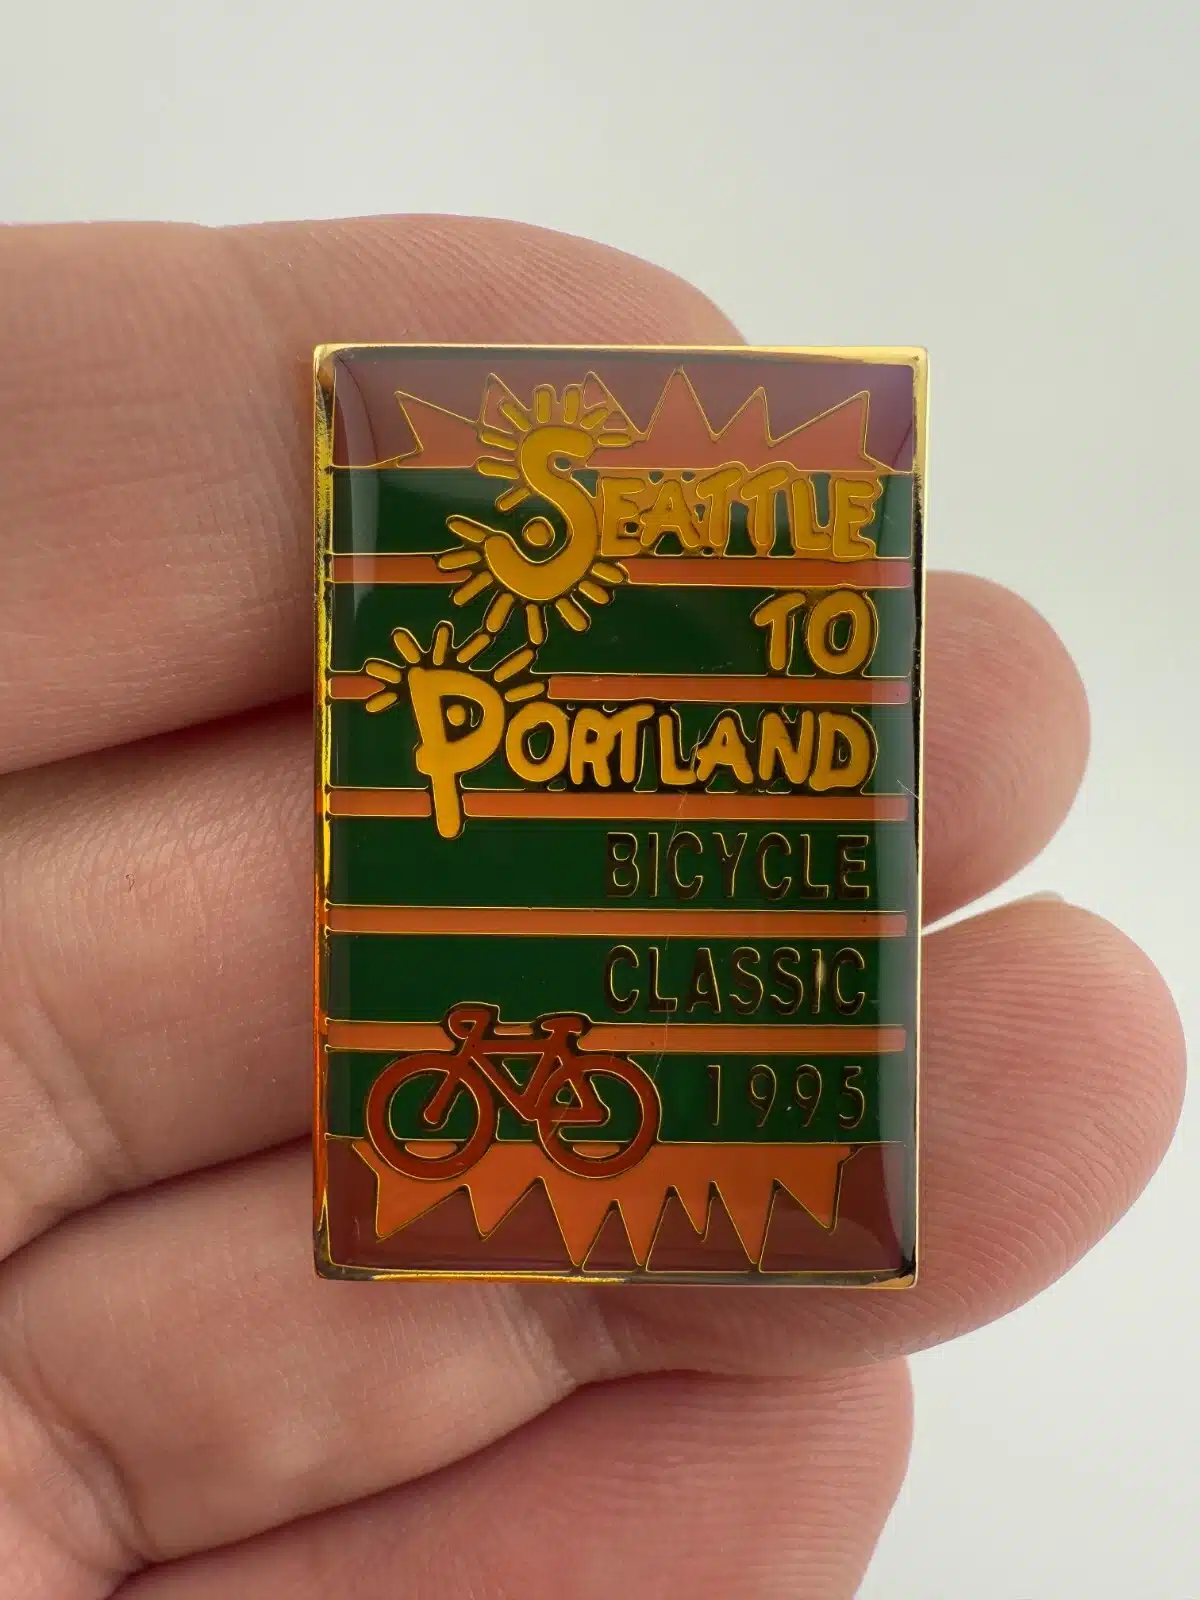 SEATTLE
TO
PORTLAND
BICYCLE
CLASSIC
1995